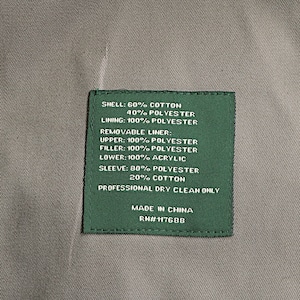 SHELL: 60% COTTON
40% POLYESTER
LINING: 100% POLYESTER
REMOVABLE LINER:
UPPER: 100% POLYESTER
FILLER: 100% POLYESTER
LOWER: 100% ACRYLIC
SLEEVE: 80% POLYESTER
20% COTTON
PROFESSIONAL DRY CLEAN ONLY
MADE IN CHINA
RN#117688